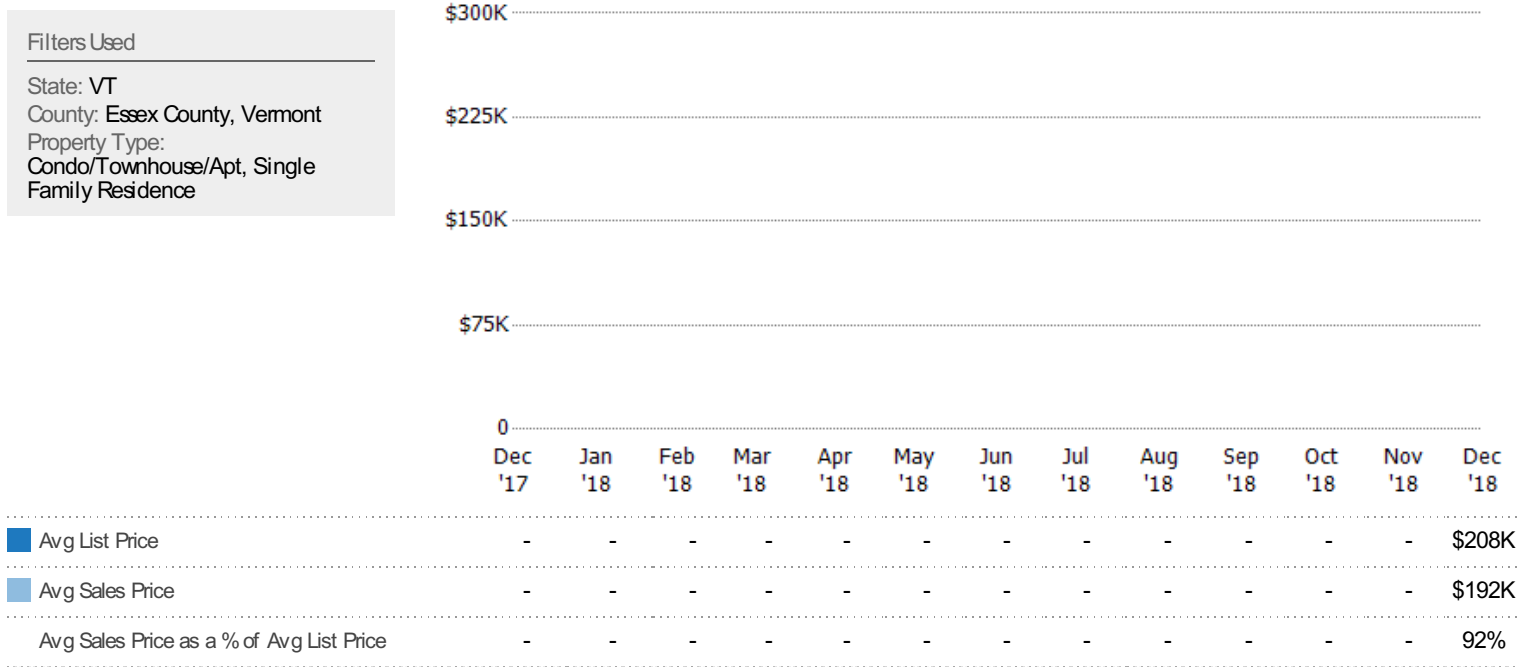 Filters Used
State: VT
County: Essex County, Vermont
Property Type:
Condo/Townhouse/Apt, Single
Family Residence
$300K
$225K
$150K
$75K
0
Dec Jan Feb Mar Apr May Jun Jul Aug Sep Oct Nov Dec
'17 '18 '18 '18 '18 '18 '18 '18 '18 '18 '18 '18 '18
Avg List Price - - - - - - - - - - - - $208K
Avg Sales Price - - - - - - - - - - - - $192K
Avg Sales Price as a % of Avg List Price - - - - - - - - - - - - 92%